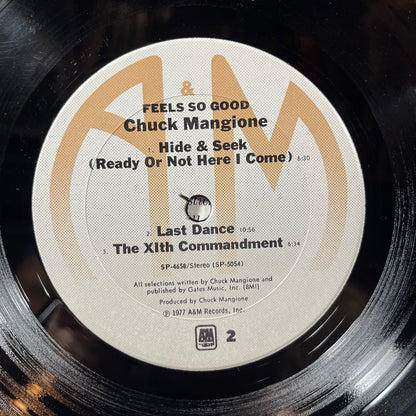 &
A&M
FEELS SO GOOD
Chuck Mangione
1. Hide & Seek
(Ready Or Not Here I Come) 6:20
2. Last Dance 10:56
3. The XIth Commandment 6:34
SP-4658/Stereo (SP-5054)
All selections written by Chuck Mangione and
published by Gates Music, Inc. (BMI)
Produced by Chuck Mangione
℗ 1977 A&M Records, Inc.
A&M
2